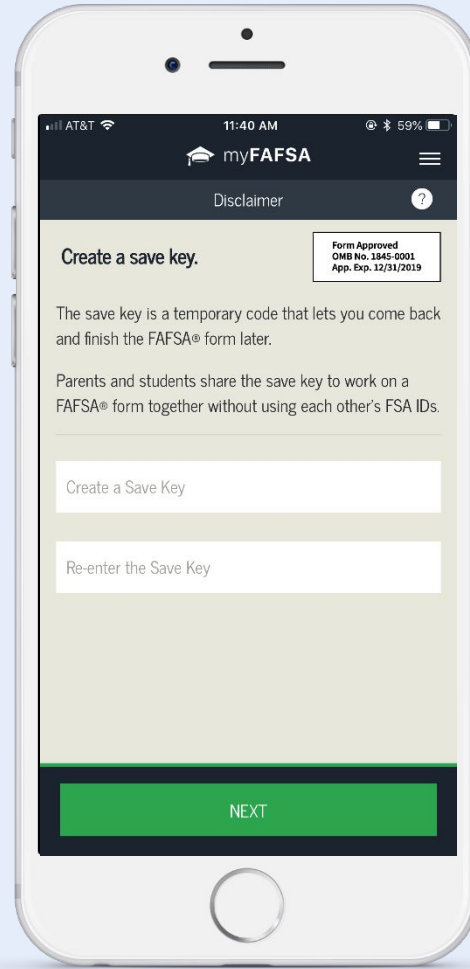 AT&T 11:40 AM 59%
myFAFSA
Disclaimer ?
Create a save key.
Form Approved
OMB No. 1845-0001
App. Exp. 12/31/2019
The save key is a temporary code that lets you come back
and finish the FAFSA® form later.
Parents and students share the save key to work on a
FAFSA® form together without using each other's FSA IDs.
Create a Save Key
Re-enter the Save Key
NEXT